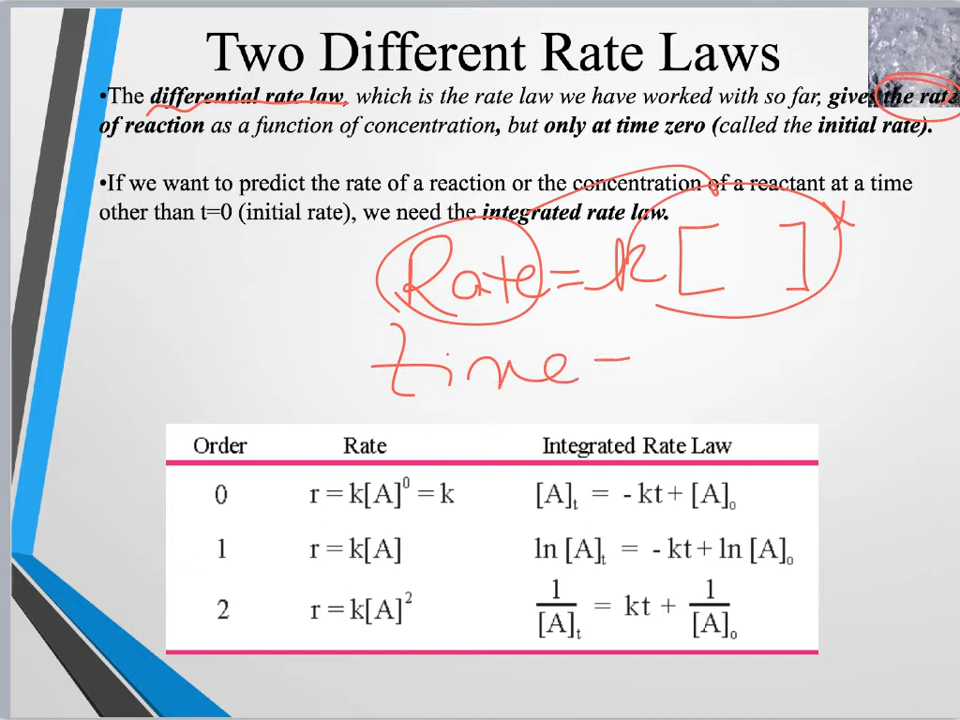 Two Different Rate Laws
•The differential rate law, which is the rate law we have worked with so far, gives the rate
of reaction as a function of concentration, but only at time zero (called the initial rate).
•If we want to predict the rate of a reaction or the concentration of a reactant at a time
other than t=0 (initial rate), we need the integrated rate law.
Rate = k [ ]ˣ
time =
Order Rate Integrated Rate Law
0 r = k[A]⁰ = k [A]ₜ = - kt + [A]ₒ
1 r = k[A] ln [A]ₜ = - kt + ln [A]ₒ
2 r = k[A]² 1/[A]ₜ = kt + 1/[A]ₒ